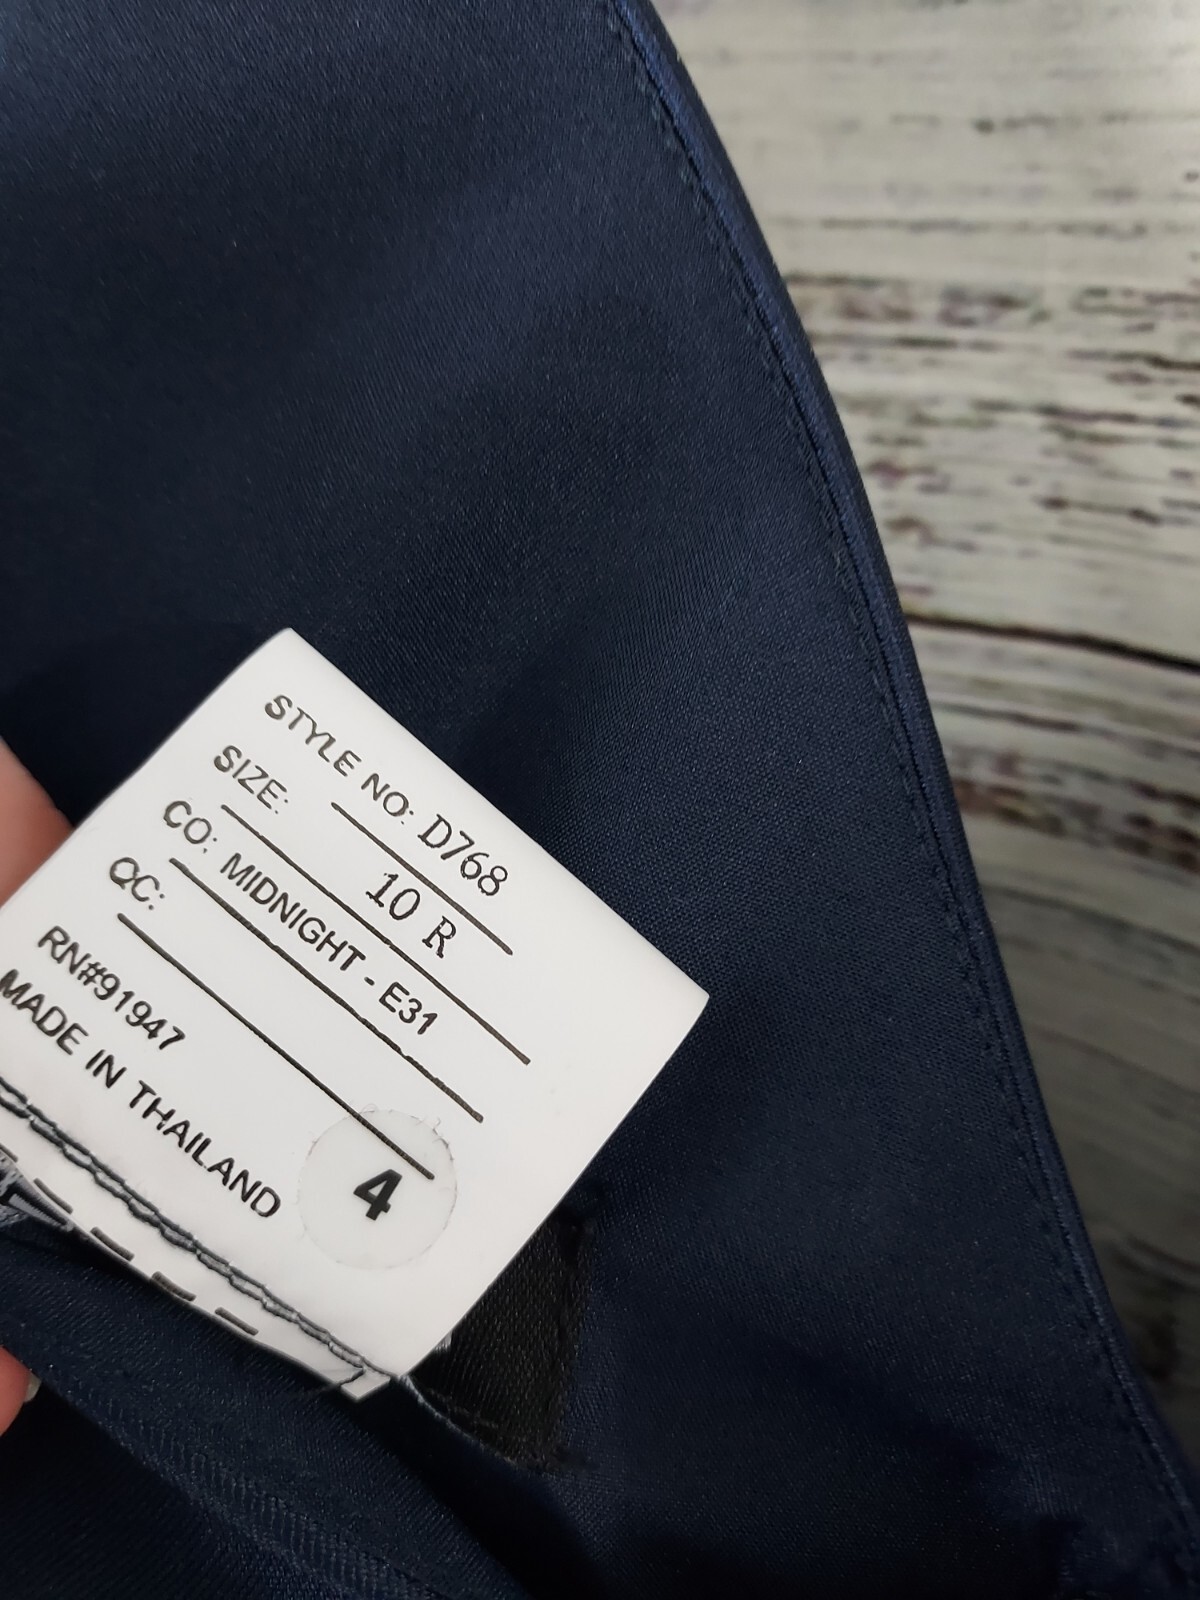 STYLE NO: D768
SIZE: 10 R
CO: MIDNIGHT - E31
QC:
RN#91947
MADE IN THAILAND
4